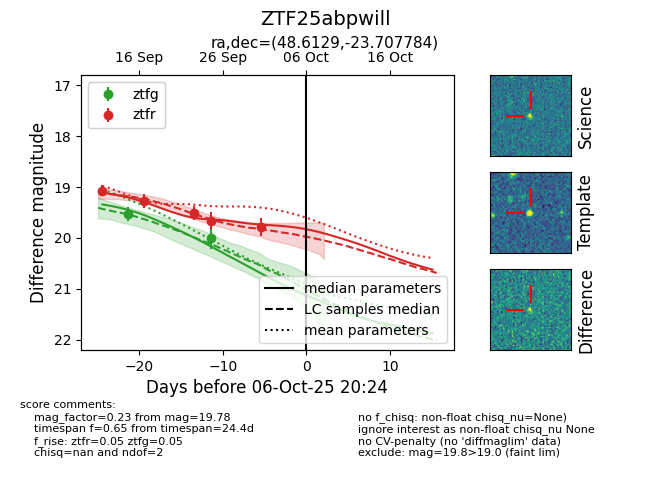 ZTF25abpwill
ra,dec=(48.6129,-23.707784)
16 Sep 26 Sep 06 Oct 16 Oct
17
18
19
20
21
22
Difference magnitude
ztfg
ztfr
median parameters
LC samples median
mean parameters
−20 −10 0 10
Days before 06-Oct-25 20:24
Science
Template
Difference
score comments:
mag_factor=0.23 from mag=19.78
timespan f=0.65 from timespan=24.4d
f_rise: ztfr=0.05 ztfg=0.05
chisq=nan and ndof=2
no f_chisq: non-float chisq_nu=None)
ignore interest as non-float chisq_nu None
no CV-penalty (no 'diffmaglim' data)
exclude: mag=19.8>19.0 (faint lim)